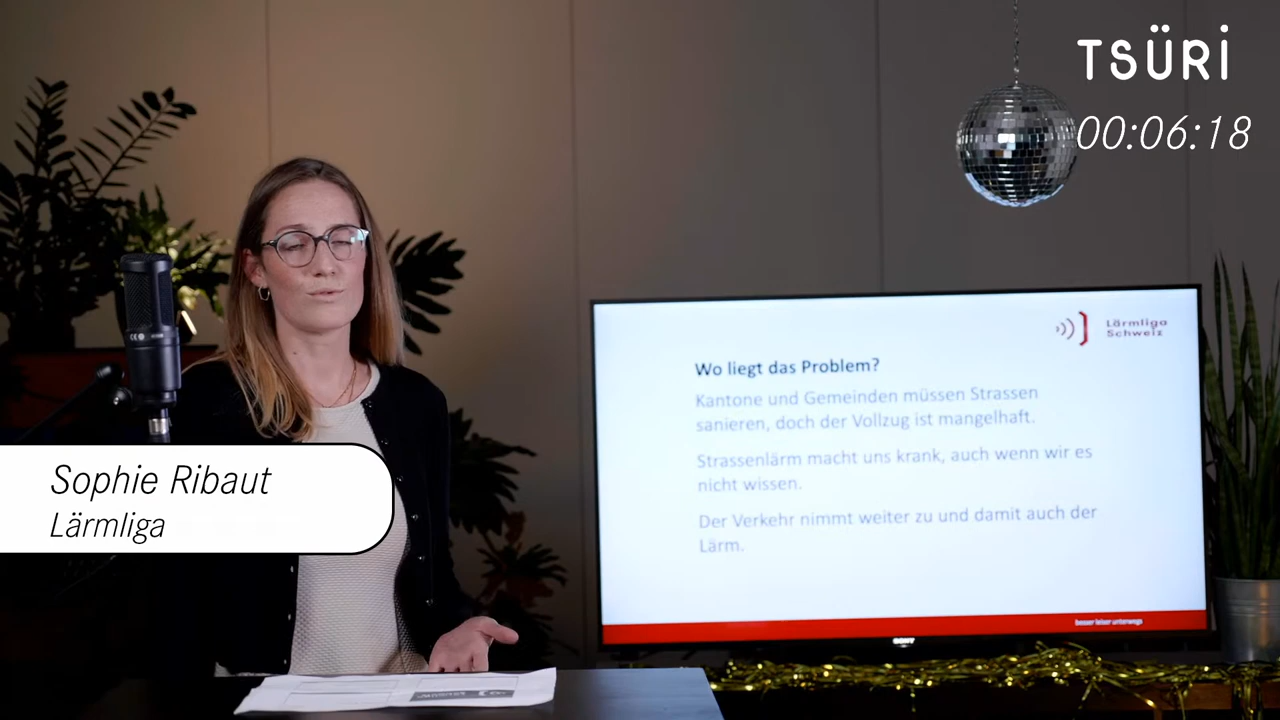 TSÜRİ
00:06:18
Lärmliga
Schweiz
Wo liegt das Problem?
Kantone und Gemeinden müssen Strassen
sanieren, doch der Vollzug ist mangelhaft.
Strassenlärm macht uns krank, auch wenn wir es
nicht wissen.
Der Verkehr nimmt weiter zu und damit auch der
Lärm.
besser leiser unterwegs
SONY
Sophie Ribaut
Lärmliga